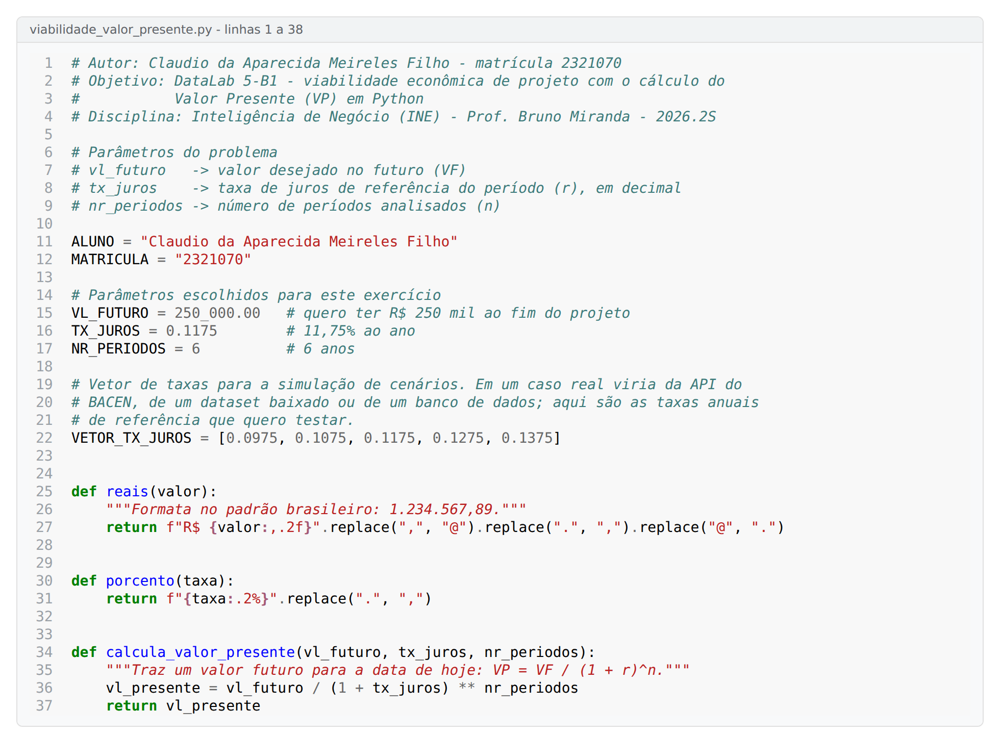 viabilidade_valor_presente.py - linhas 1 a 38
1 # Autor: Claudio da Aparecida Meireles Filho - matrícula 2321070
2 # Objetivo: DataLab 5-B1 - viabilidade econômica de projeto com o cálculo do
3 #           Valor Presente (VP) em Python
4 # Disciplina: Inteligência de Negócio (INE) - Prof. Bruno Miranda - 2026.2S
5
6 # Parâmetros do problema
7 # vl_futuro   -> valor desejado no futuro (VF)
8 # tx_juros    -> taxa de juros de referência do período (r), em decimal
9 # nr_periodos -> número de períodos analisados (n)
10
11 ALUNO = "Claudio da Aparecida Meireles Filho"
12 MATRICULA = "2321070"
13
14 # Parâmetros escolhidos para este exercício
15 VL_FUTURO = 250_000.00   # quero ter R$ 250 mil ao fim do projeto
16 TX_JUROS = 0.1175        # 11,75% ao ano
17 NR_PERIODOS = 6          # 6 anos
18
19 # Vetor de taxas para a simulação de cenários. Em um caso real viria da API do
20 # BACEN, de um dataset baixado ou de um banco de dados; aqui são as taxas anuais
21 # de referência que quero testar.
22 VETOR_TX_JUROS = [0.0975, 0.1075, 0.1175, 0.1275, 0.1375]
23
24
25 def reais(valor):
26     """Formata no padrão brasileiro: 1.234.567,89."""
27     return f"R$ {valor:,.2f}".replace(",", "@").replace(".", ",").replace("@", ".")
28
29
30 def porcento(taxa):
31     return f"{taxa:.2%}".replace(".", ",")
32
33
34 def calcula_valor_presente(vl_futuro, tx_juros, nr_periodos):
35     """Traz um valor futuro para a data de hoje: VP = VF / (1 + r)^n."""
36     vl_presente = vl_futuro / (1 + tx_juros) ** nr_periodos
37     return vl_presente